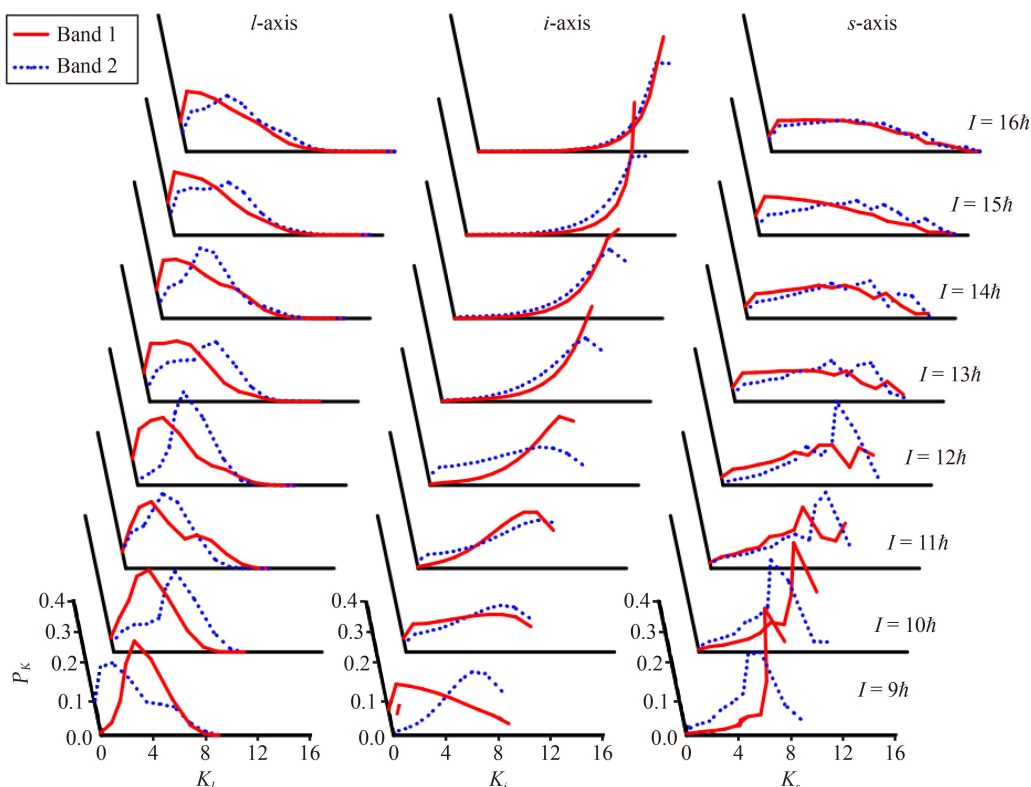 Band 1
Band 2
l-axis
i-axis
s-axis
I = 16ħ
I = 15ħ
I = 14ħ
I = 13ħ
I = 12ħ
I = 11ħ
I = 10ħ
I = 9ħ
P_K
0.4 0.4 0.4
0.3 0.3 0.3
0.2 0.2 0.2
0.1 0.1 0.1
0.0 0.0 0.0
0 4 8 12 16 0 4 8 12 16 0 4 8 12 16
K_l K_i K_s